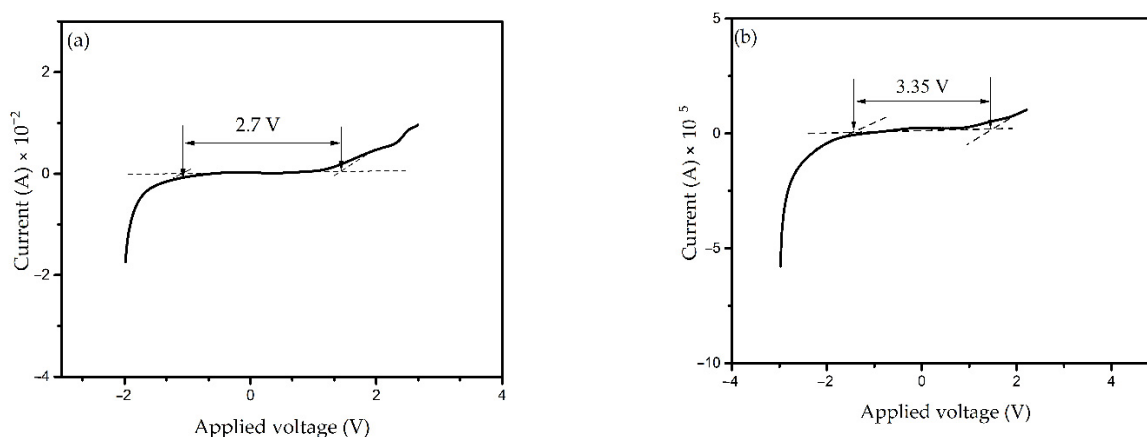 (a)
2.7 V
2
0
−2
−4
−2
0
2
4
Current (A) × 10⁻²
Applied voltage (V)
(b)
3.35 V
5
0
−5
−10
−4
−2
0
2
Current (A) × 10⁵
Applied voltage (V)